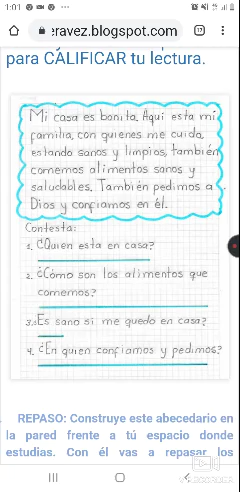 1:01
eravez.blogspot.com
para CALIFICAR tu lectura.
Mi casa es bonita. Aqui esta mi
familia, con quienes me cuido,
estando sanos y limpios, también
comemos alimentos sanos y
saludables. También pedimos a
Dios y confiamos en él.
Contesta:
1. ¿Quien esta en casa?
2. ¿Cómo son los alimentos que
comemos?
3. ¿Es sano si me quedo en casa?
4. ¿En quien confiamos y pedimos?
REPASO: Construye este abecedario en
la pared frente a tú espacio donde
estudias. Con él vas a repasar los